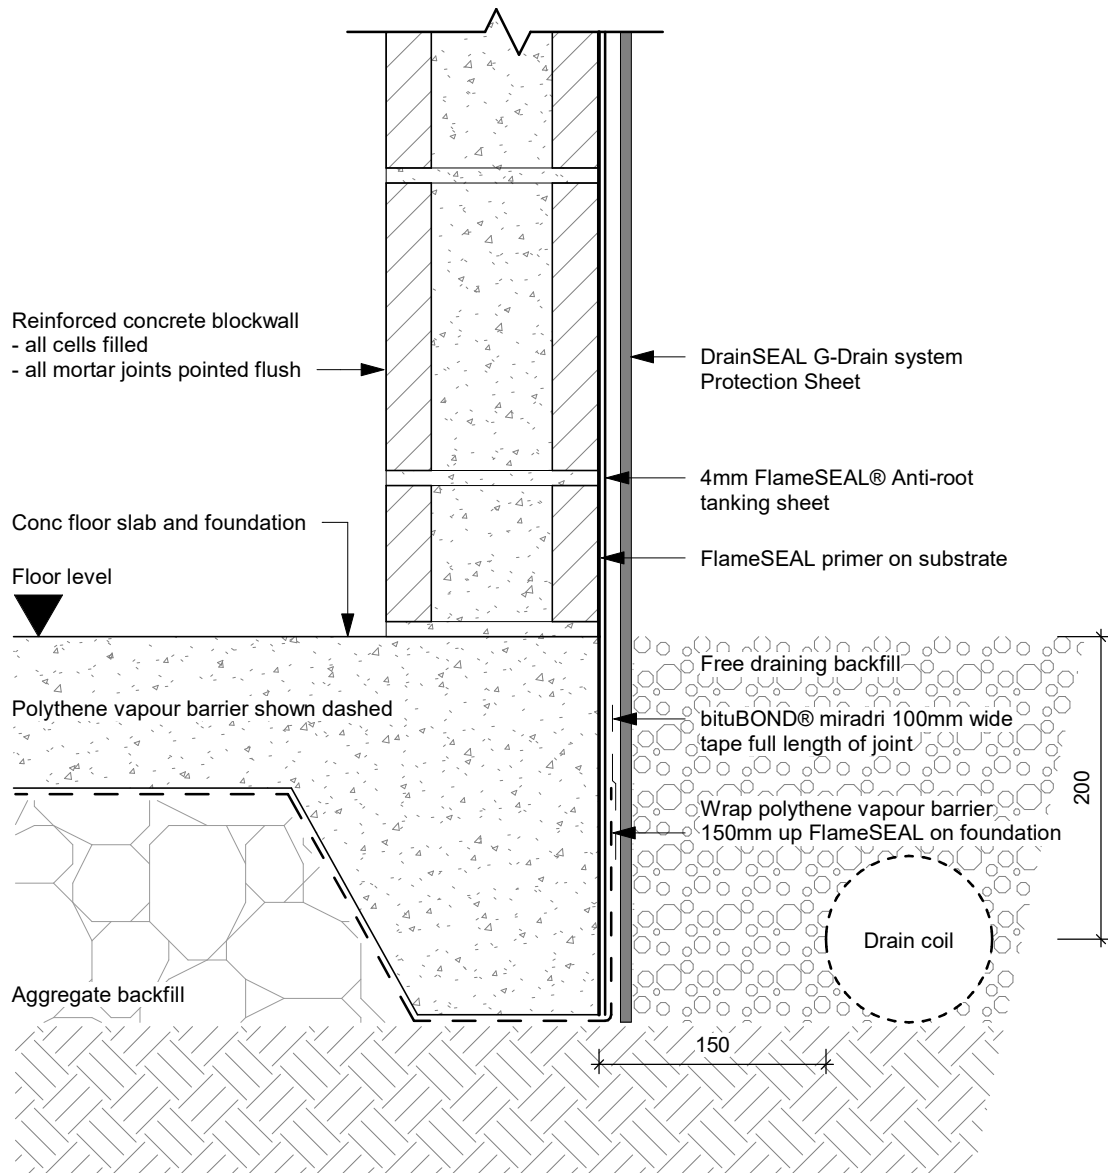 Reinforced concrete blockwall
- all cells filled
- all mortar joints pointed flush
DrainSEAL G-Drain system
Protection Sheet
4mm FlameSEAL® Anti-root
tanking sheet
Conc floor slab and foundation
FlameSEAL primer on substrate
Floor level
Free draining backfill
Polythene vapour barrier shown dashed
bituBOND® miradri 100mm wide
tape full length of joint
200
Wrap polythene vapour barrier
150mm up FlameSEAL on foundation
Drain coil
Aggregate backfill
150